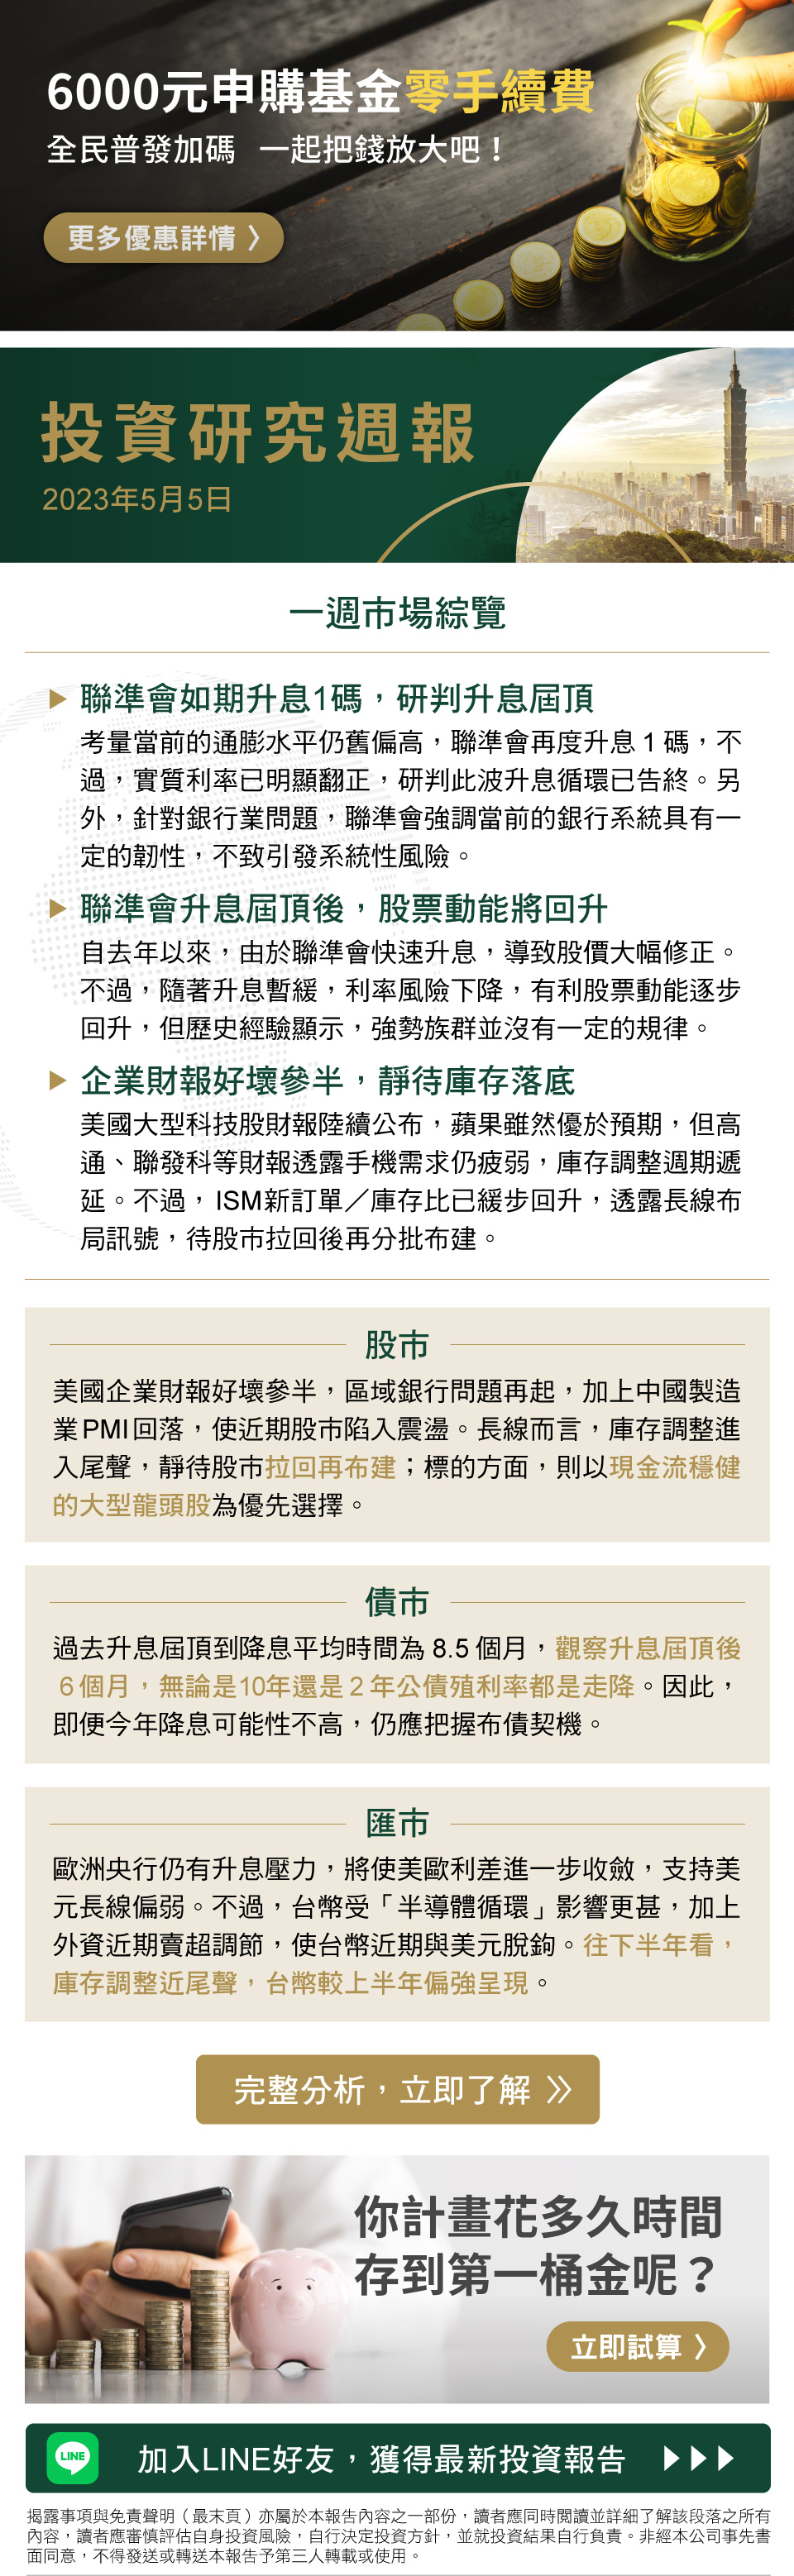 6000元申購基金零手續費
全民普發加碼 一起把錢放大吧！
更多優惠詳情 〉
投資研究週報
2023年5月5日
一週市場綜覽
▶ 聯準會如期升息1碼，研判升息屆頂
考量當前的通膨水平仍舊偏高，聯準會再度升息 1 碼，不
過，實質利率已明顯翻正，研判此波升息循環已告終。另
外，針對銀行業問題，聯準會強調當前的銀行系統具有一
定的韌性，不致引發系統性風險。
▶ 聯準會升息屆頂後，股票動能將回升
自去年以來，由於聯準會快速升息，導致股價大幅修正。
不過，隨著升息暫緩，利率風險下降，有利股票動能逐步
回升，但歷史經驗顯示，強勢族群並沒有一定的規律。
▶ 企業財報好壞參半，靜待庫存落底
美國大型科技股財報陸續公布，蘋果雖然優於預期，但高
通、聯發科等財報透露手機需求仍疲弱，庫存調整週期遞
延。不過，ISM新訂單／庫存比已緩步回升，透露長線布
局訊號，待股市拉回後再分批布建。
股市
美國企業財報好壞參半，區域銀行問題再起，加上中國製造
業PMI回落，使近期股市陷入震盪。長線而言，庫存調整進
入尾聲，靜待股市拉回再布建；標的方面，則以現金流穩健
的大型龍頭股為優先選擇。
債市
過去升息屆頂到降息平均時間為 8.5 個月，觀察升息屆頂後
6 個月，無論是10年還是 2 年公債殖利率都是走降。因此，
即便今年降息可能性不高，仍應把握布債契機。
匯市
歐洲央行仍有升息壓力，將使美歐利差進一步收斂，支持美
元長線偏弱。不過，台幣受「半導體循環」影響更甚，加上
外資近期賣超調節，使台幣近期與美元脫鉤。往下半年看，
庫存調整近尾聲，台幣較上半年偏強呈現。
完整分析，立即了解 》
你計畫花多久時間
存到第一桶金呢？
立即試算 〉
LINE 加入LINE好友，獲得最新投資報告 ▶▶▶
揭露事項與免責聲明（最末頁）亦屬於本報告內容之一部份，讀者應同時閱讀並詳細了解該段落之所有
內容，讀者應審慎評估自身投資風險，自行決定投資方針，並就投資結果自行負責。非經本公司事先書
面同意，不得發送或轉送本報告予第三人轉載或使用。